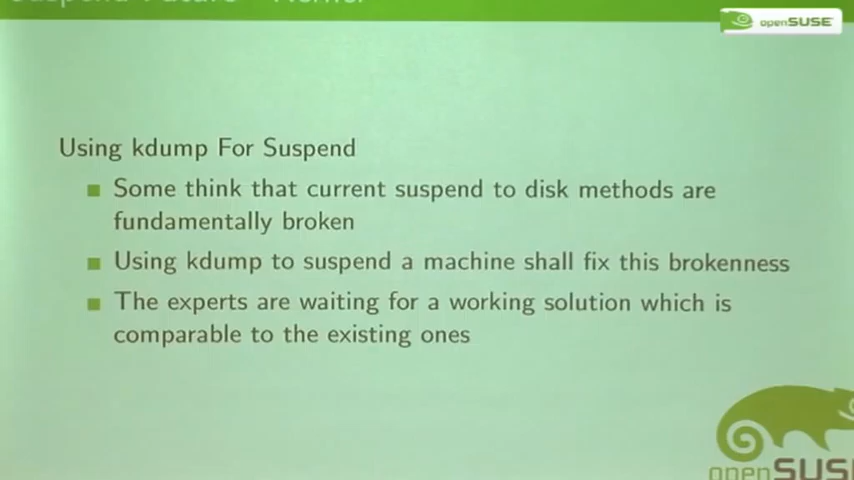 openSUSE
Using kdump For Suspend
Some think that current suspend to disk methods are
fundamentally broken
Using kdump to suspend a machine shall fix this brokenness
The experts are waiting for a working solution which is
comparable to the existing ones